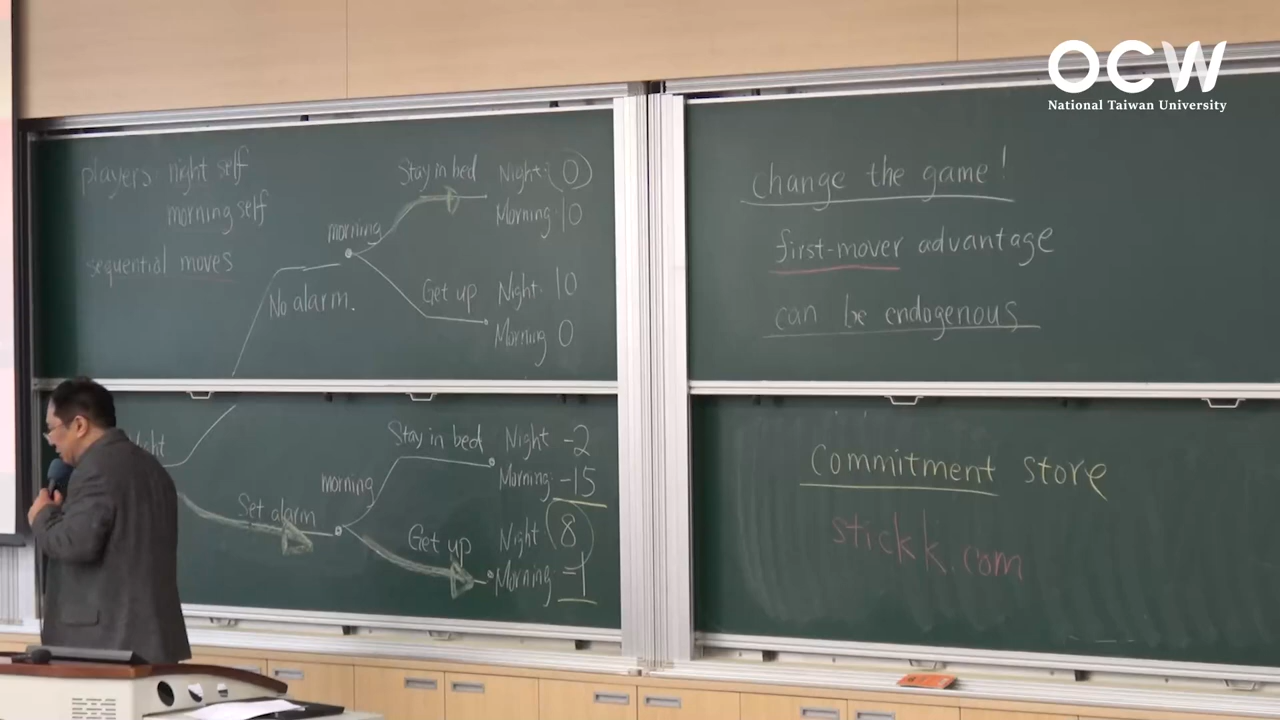 OCW
National Taiwan University
players: night self
morning self
sequential moves
No alarm.
morning
Stay in bed
Night: 0
Morning 10
Get up
Night: 10
Morning 0
Set alarm
morning
Stay in bed
Night -2
Morning: -15
Get up
Night 8
Morning: -1
change the game!
first-mover advantage
can be endogenous
Commitment store
stickk.com